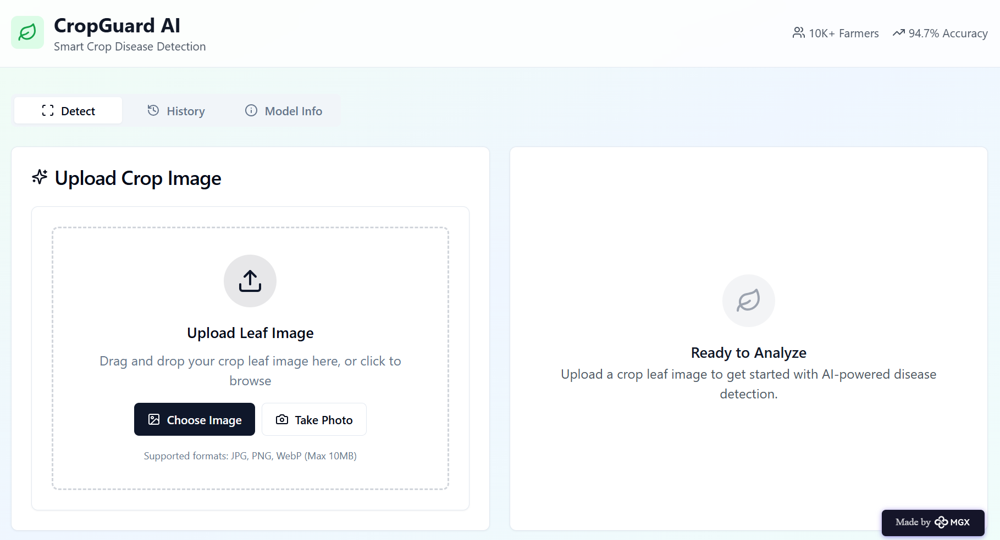 CropGuard AI
Smart Crop Disease Detection
10K+ Farmers
94.7% Accuracy
Detect
History
Model Info
Upload Crop Image
Upload Leaf Image
Drag and drop your crop leaf image here, or click to
browse
Choose Image
Take Photo
Supported formats: JPG, PNG, WebP (Max 10MB)
Ready to Analyze
Upload a crop leaf image to get started with AI-powered disease
detection.
Made by MGX